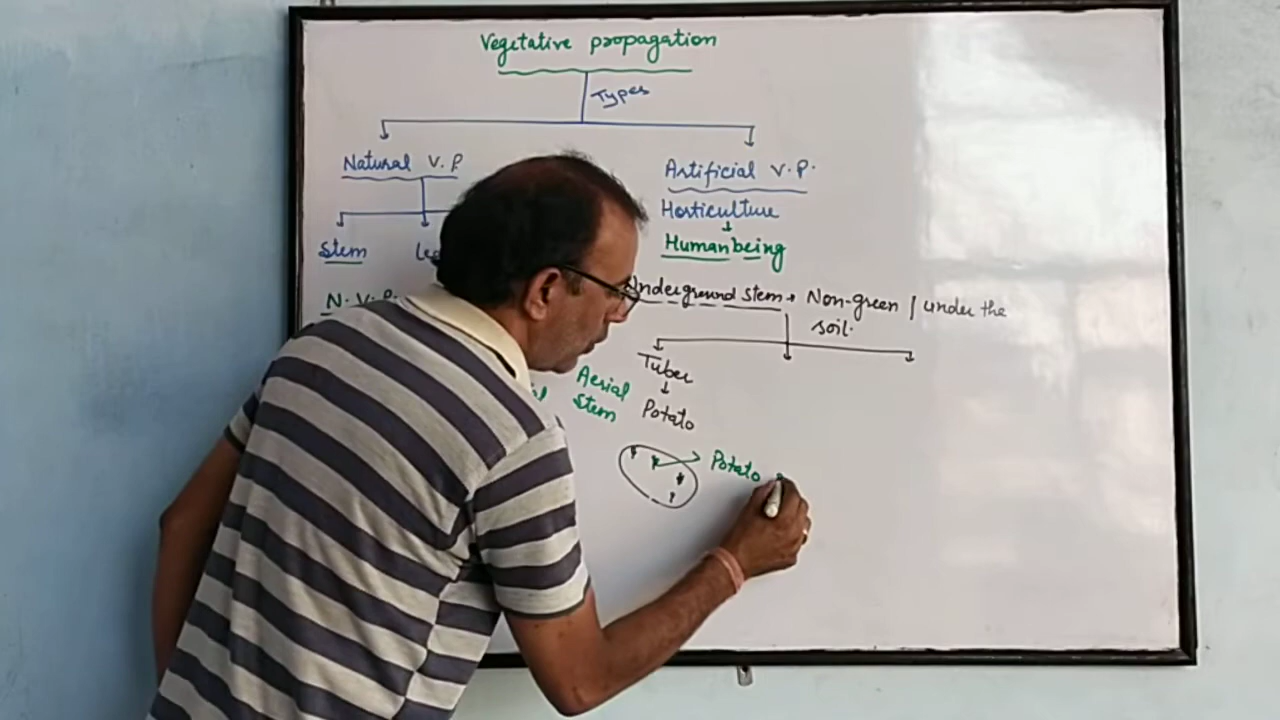 Vegetative propagation
Types
Natural V.P
Artificial V.P.
Horticulture
Human being
Stem
N.V.P.
Underground stem → Non-green / under the
soil.
Tuber
Aerial
Stem
Potato
Potato